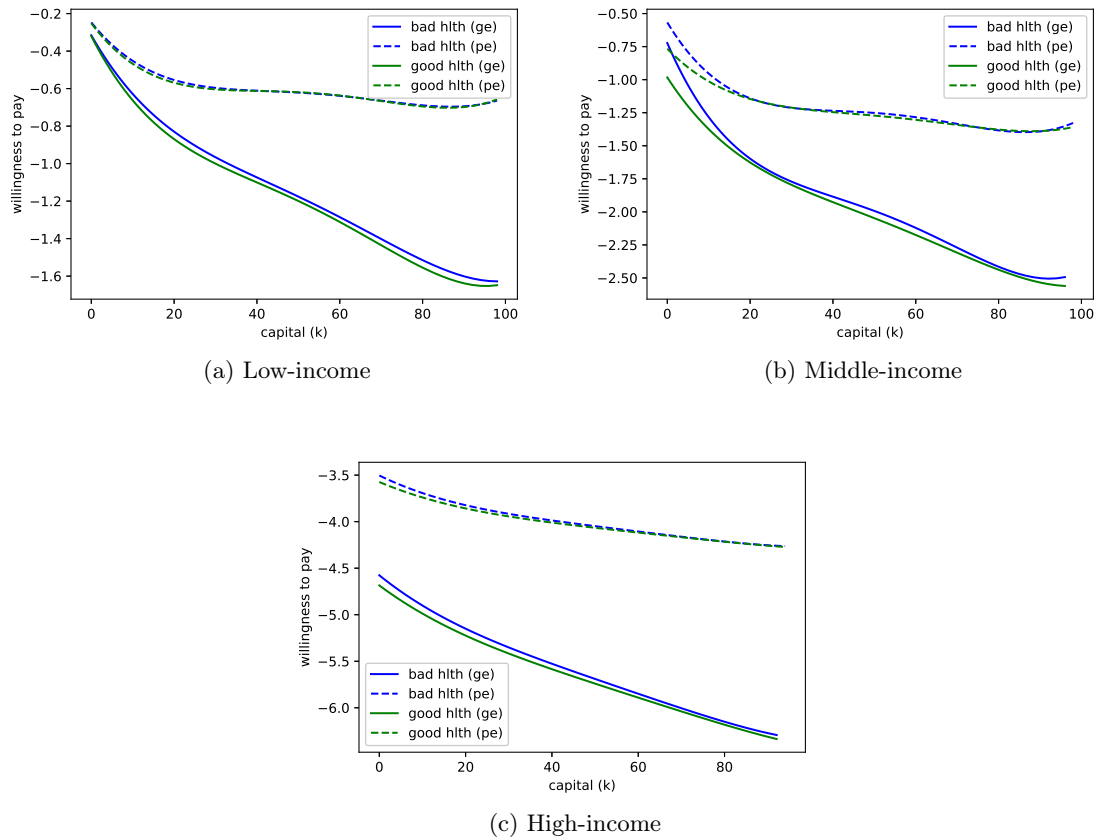 −0.2
−0.4
−0.6
−0.8
−1.0
−1.2
−1.4
−1.6
willingness to pay
bad hlth (ge)
bad hlth (pe)
good hlth (ge)
good hlth (pe)
0 20 40 60 80 100
capital (k)
(a) Low-income
−0.50
−0.75
−1.00
−1.25
−1.50
−1.75
−2.00
−2.25
−2.50
willingness to pay
bad hlth (ge)
bad hlth (pe)
good hlth (ge)
good hlth (pe)
0 20 40 60 80 100
capital (k)
(b) Middle-income
−3.5
−4.0
−4.5
−5.0
−5.5
−6.0
willingness to pay
bad hlth (ge)
bad hlth (pe)
good hlth (ge)
good hlth (pe)
0 20 40 60 80
capital (k)
(c) High-income